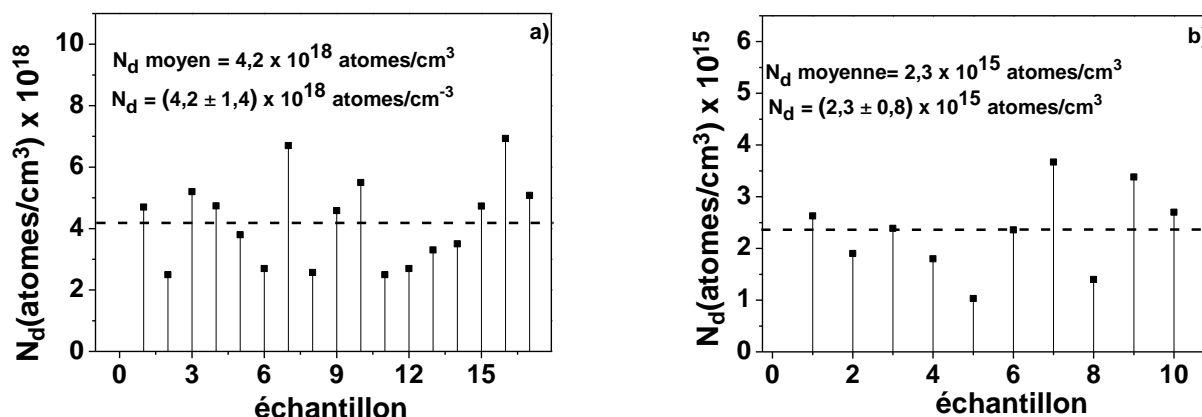 a)
N_d moyen = 4,2 x 10^18 atomes/cm^3
N_d = (4,2 ± 1,4) x 10^18 atomes/cm^-3
N_d(atomes/cm^3) x 10^18
10
8
6
4
2
0
0 3 6 9 12 15
échantillon
b)
N_d moyenne= 2,3 x 10^15 atomes/cm^3
N_d = (2,3 ± 0,8) x 10^15 atomes/cm^3
N_d(atomes/cm^3) x 10^15
6
5
4
3
2
1
0
0 2 4 6 8 10
échantillon